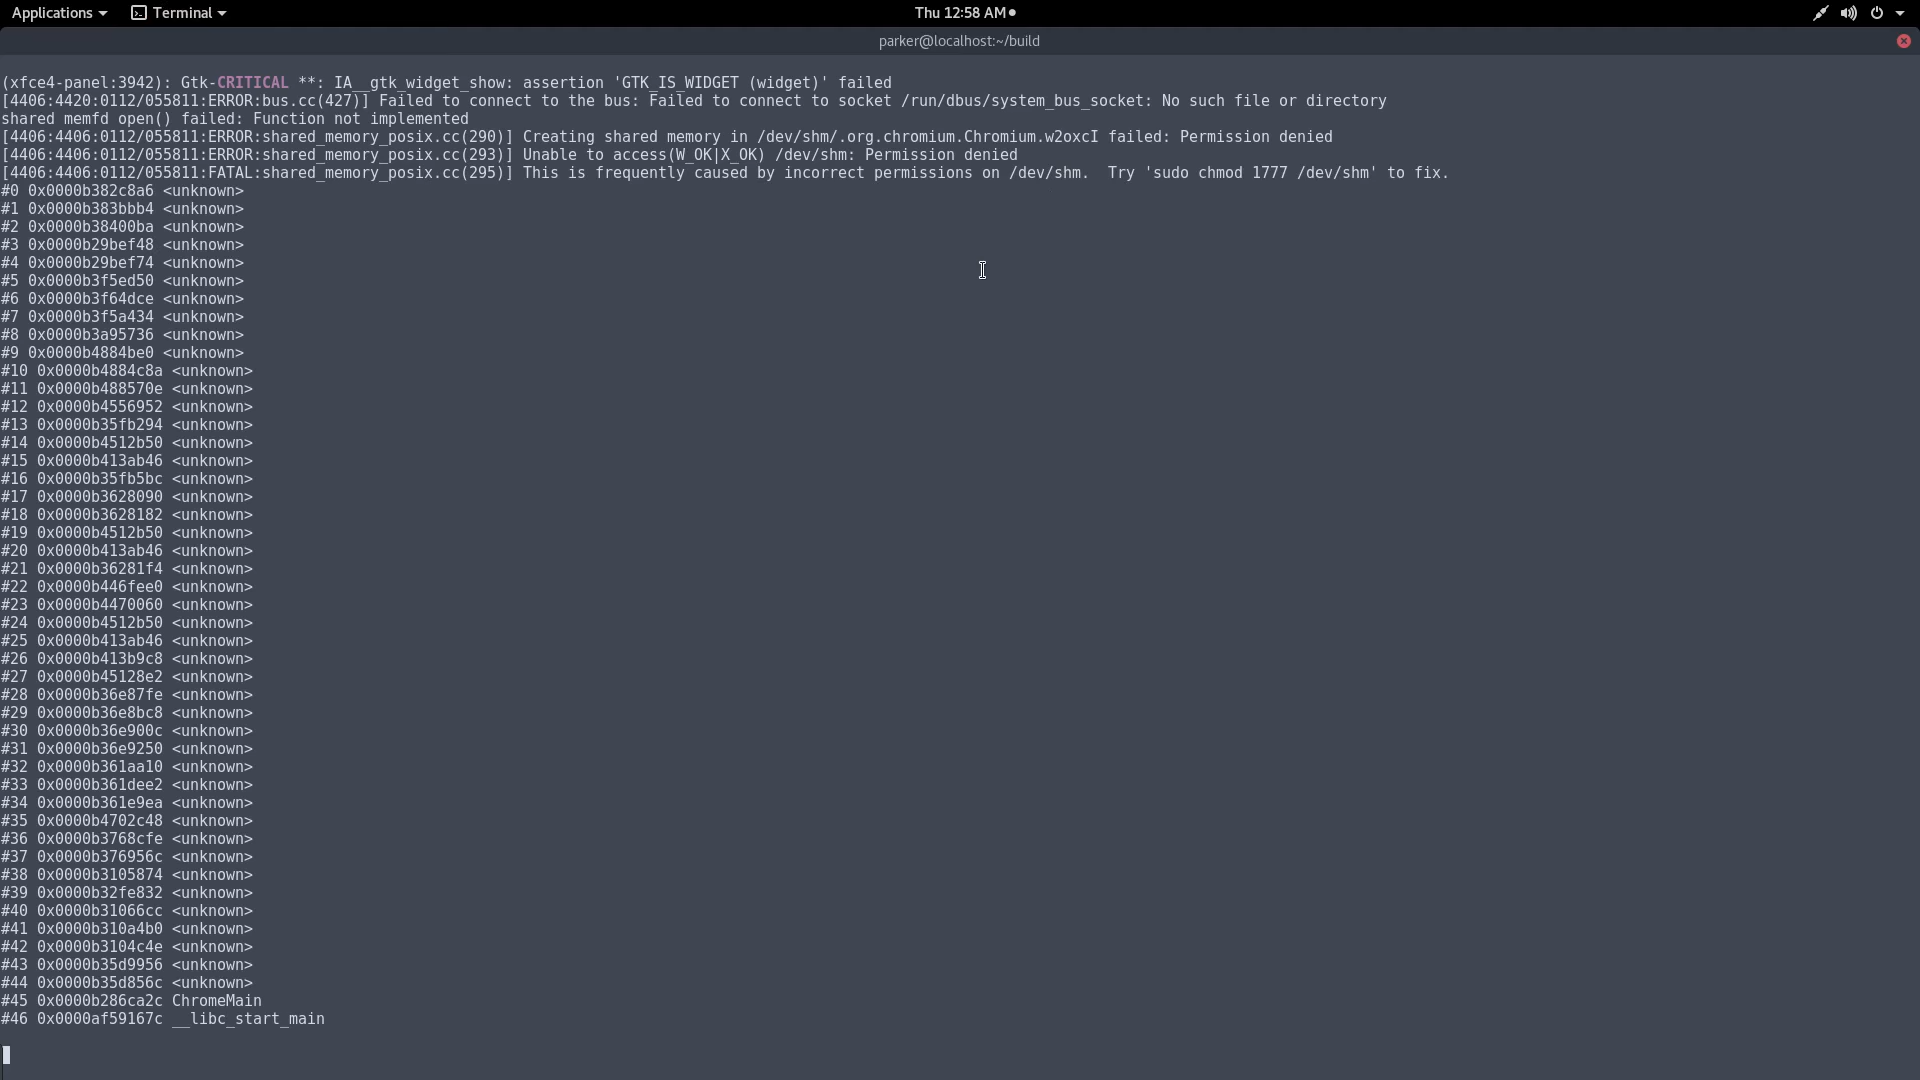 Applications
Terminal
Thu 12:58 AM
parker@localhost:~/build
(xfce4-panel:3942): Gtk-CRITICAL **: IA__gtk_widget_show: assertion 'GTK_IS_WIDGET (widget)' failed
[4406:4420:0112/055811:ERROR:bus.cc(427)] Failed to connect to the bus: Failed to connect to socket /run/dbus/system_bus_socket: No such file or directory
shared memfd open() failed: Function not implemented
[4406:4406:0112/055811:ERROR:shared_memory_posix.cc(290)] Creating shared memory in /dev/shm/.org.chromium.Chromium.w2oxcI failed: Permission denied
[4406:4406:0112/055811:ERROR:shared_memory_posix.cc(293)] Unable to access(W_OK|X_OK) /dev/shm: Permission denied
[4406:4406:0112/055811:FATAL:shared_memory_posix.cc(295)] This is frequently caused by incorrect permissions on /dev/shm.  Try 'sudo chmod 1777 /dev/shm' to fix.
#0 0x0000b382c8a6 <unknown>
#1 0x0000b383bbb4 <unknown>
#2 0x0000b38400ba <unknown>
#3 0x0000b29bef48 <unknown>
#4 0x0000b29bef74 <unknown>
#5 0x0000b3f5ed50 <unknown>
#6 0x0000b3f64dce <unknown>
#7 0x0000b3f5a434 <unknown>
#8 0x0000b3a95736 <unknown>
#9 0x0000b4884be0 <unknown>
#10 0x0000b4884c8a <unknown>
#11 0x0000b488570e <unknown>
#12 0x0000b4556952 <unknown>
#13 0x0000b35fb294 <unknown>
#14 0x0000b4512b50 <unknown>
#15 0x0000b413ab46 <unknown>
#16 0x0000b35fb5bc <unknown>
#17 0x0000b3628090 <unknown>
#18 0x0000b3628182 <unknown>
#19 0x0000b4512b50 <unknown>
#20 0x0000b413ab46 <unknown>
#21 0x0000b36281f4 <unknown>
#22 0x0000b446fee0 <unknown>
#23 0x0000b4470060 <unknown>
#24 0x0000b4512b50 <unknown>
#25 0x0000b413ab46 <unknown>
#26 0x0000b413b9c8 <unknown>
#27 0x0000b45128e2 <unknown>
#28 0x0000b36e87fe <unknown>
#29 0x0000b36e8bc8 <unknown>
#30 0x0000b36e900c <unknown>
#31 0x0000b36e9250 <unknown>
#32 0x0000b361aa10 <unknown>
#33 0x0000b361dee2 <unknown>
#34 0x0000b361e9ea <unknown>
#35 0x0000b4702c48 <unknown>
#36 0x0000b3768cfe <unknown>
#37 0x0000b376956c <unknown>
#38 0x0000b3105874 <unknown>
#39 0x0000b32fe832 <unknown>
#40 0x0000b31066cc <unknown>
#41 0x0000b310a4b0 <unknown>
#42 0x0000b3104c4e <unknown>
#43 0x0000b35d9956 <unknown>
#44 0x0000b35d856c <unknown>
#45 0x0000b286ca2c ChromeMain
#46 0x0000af59167c __libc_start_main